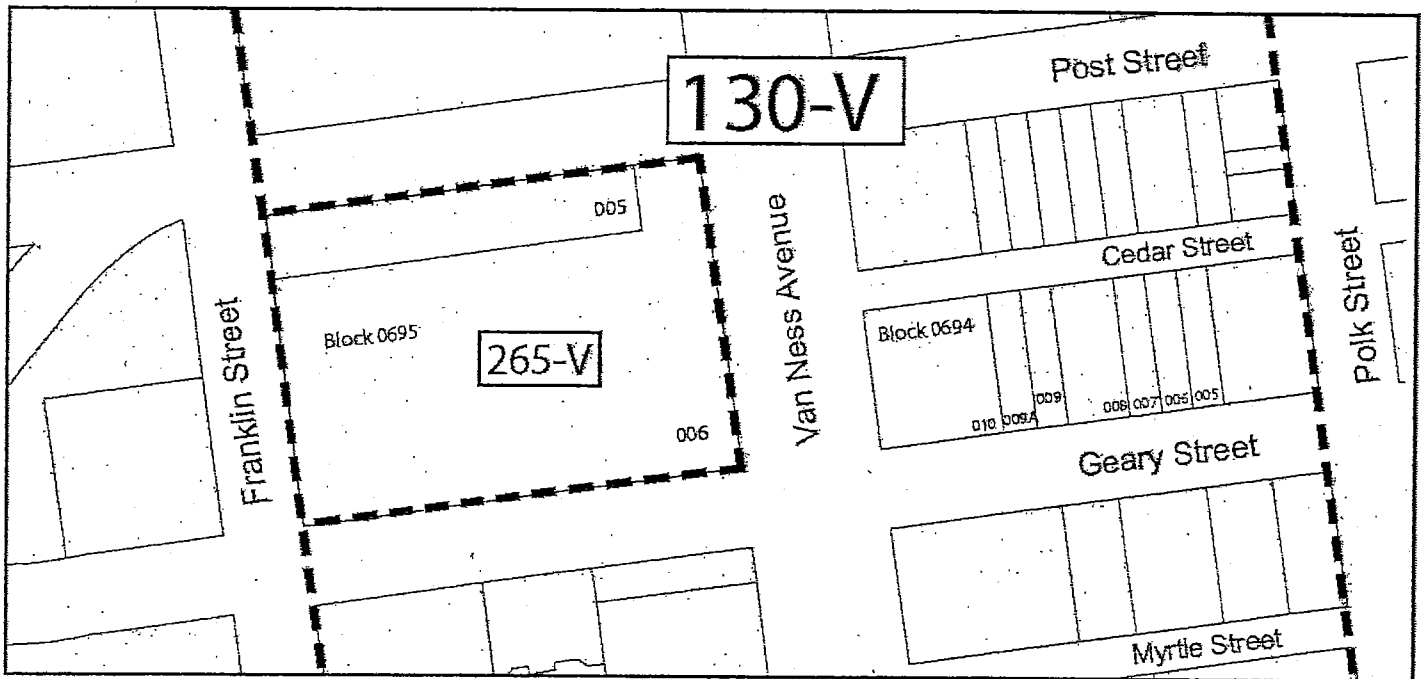 Post Street
130-V
005
Cedar Street
Van Ness Avenue
Polk Street
Franklin Street
Block 0695
265-V
Block 0694
006
010 009A 009 008 007 006 005
Geary Street
Myrtle Street